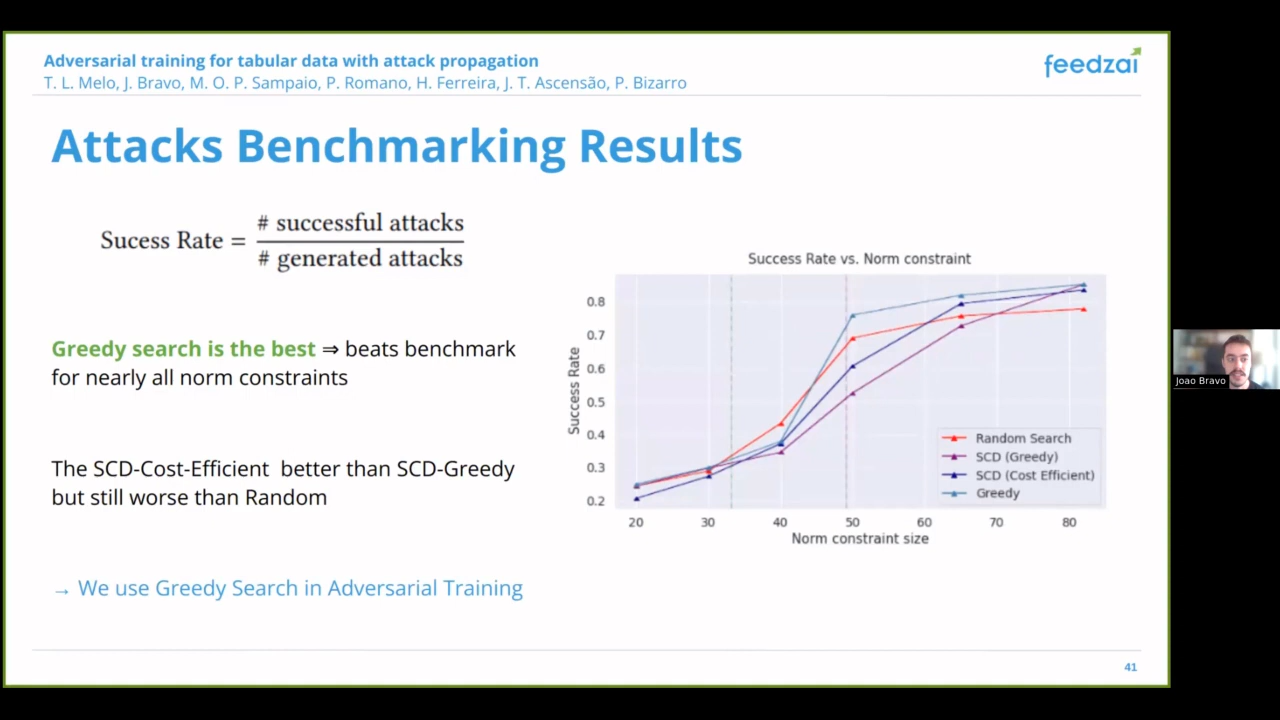 Adversarial training for tabular data with attack propagation
T. L. Melo, J. Bravo, M. O. P. Sampaio, P. Romano, H. Ferreira, J. T. Ascensão, P. Bizarro
feedzai
Attacks Benchmarking Results
Sucess Rate = # successful attacks
# generated attacks
Greedy search is the best ⇒ beats benchmark
for nearly all norm constraints
The SCD-Cost-Efficient better than SCD-Greedy
but still worse than Random
→ We use Greedy Search in Adversarial Training
Success Rate vs. Norm constraint
Success Rate
0.8
0.7
0.6
0.5
0.4
0.3
0.2
Random Search
SCD (Greedy)
SCD (Cost Efficient)
Greedy
20 30 40 50 60 70 80
Norm constraint size
41
Joao Bravo